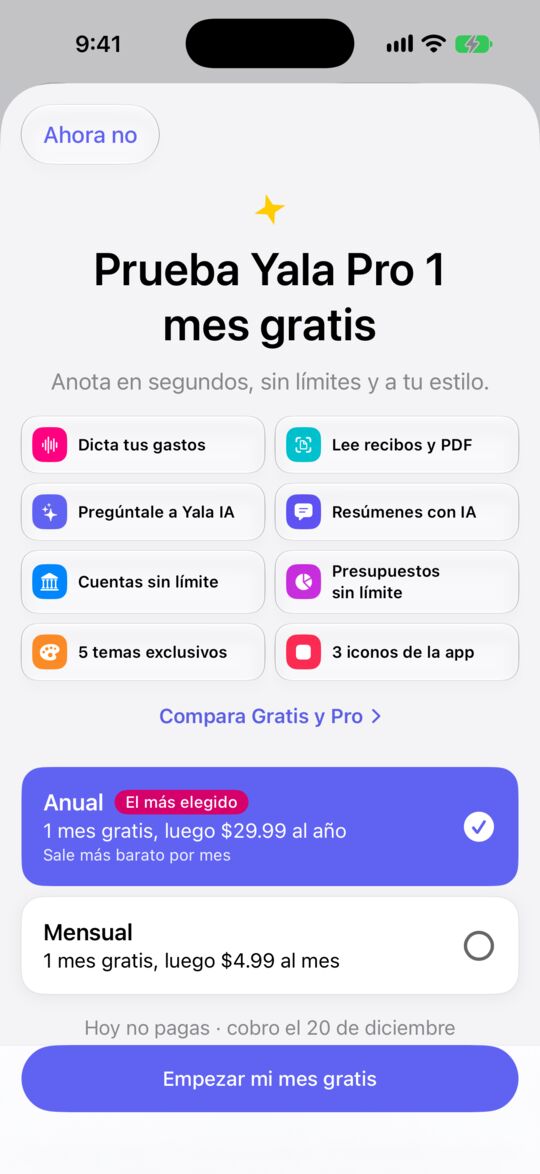 9:41
Ahora no
Prueba Yala Pro 1
mes gratis
Anota en segundos, sin límites y a tu estilo.
Dicta tus gastos
Lee recibos y PDF
Pregúntale a Yala IA
Resúmenes con IA
Cuentas sin límite
Presupuestos
sin límite
5 temas exclusivos
3 iconos de la app
Compara Gratis y Pro
Anual El más elegido
1 mes gratis, luego $29.99 al año
Sale más barato por mes
Mensual
1 mes gratis, luego $4.99 al mes
Hoy no pagas · cobro el 20 de diciembre
Empezar mi mes gratis